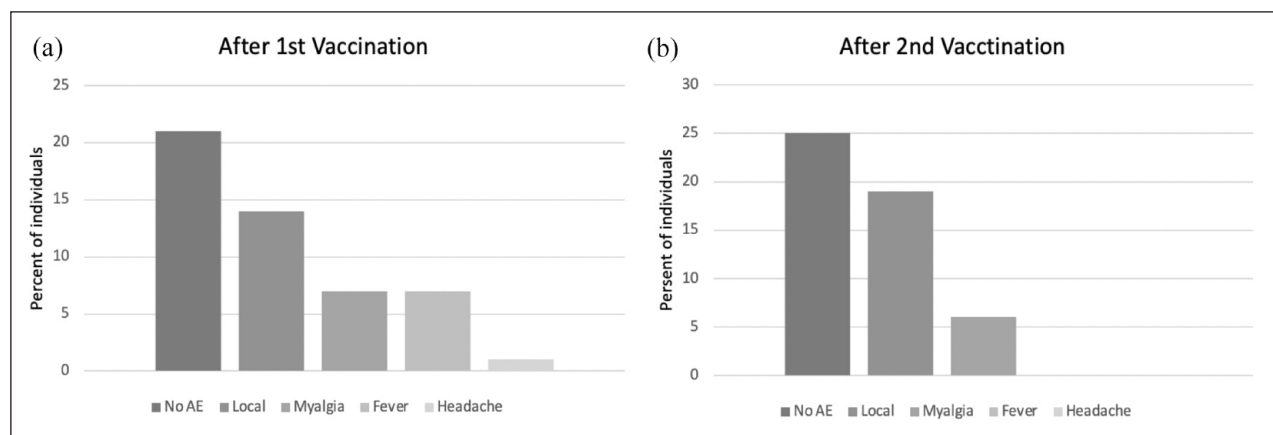 (a)
After 1st Vaccination
Percent of individuals
25
20
15
10
5
0
No AE Local Myalgia Fever Headache
(b)
After 2nd Vacctination
Persent of individuals
30
25
20
15
10
5
0
No AE Local Myalgia Fever Headache